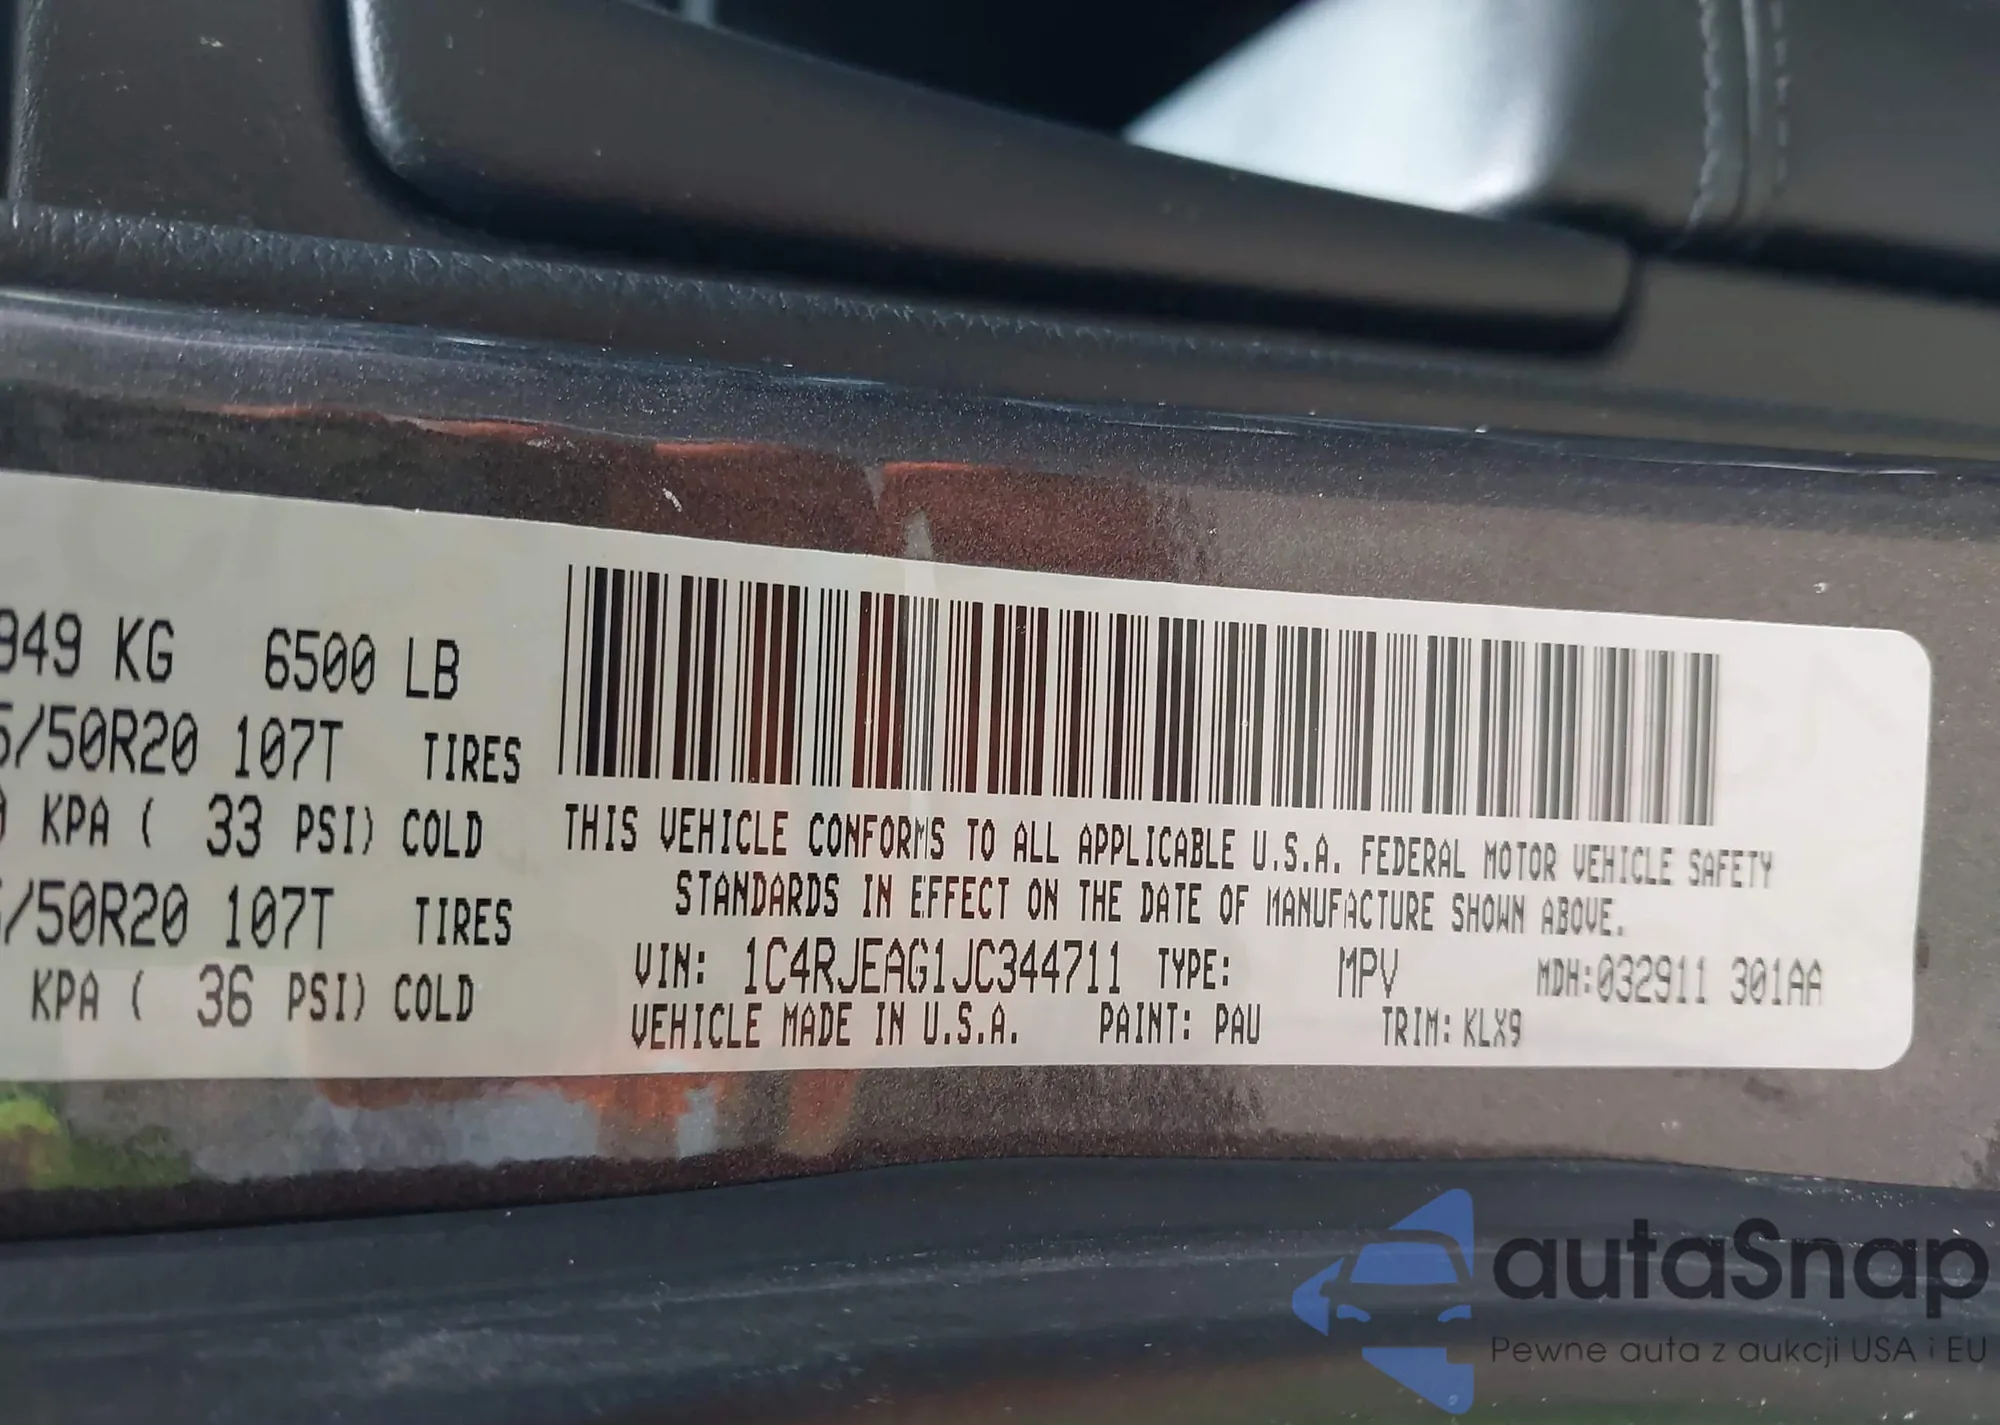 949 KG 6500 LB
5/50R20 107T TIRES
0 KPA ( 33 PSI) COLD
/50R20 107T TIRES
KPA ( 36 PSI) COLD
THIS VEHICLE CONFORMS TO ALL APPLICABLE U.S.A. FEDERAL MOTOR VEHICLE SAFETY
STANDARDS IN EFFECT ON THE DATE OF MANUFACTURE SHOWN ABOVE.
VIN: 1C4RJEAG1JC344711 TYPE: MPV MDH:032911 301AA
VEHICLE MADE IN U.S.A. PAINT: PAU TRIM: KLX9
autaSnap
Pewne auta z aukcji USA i EU